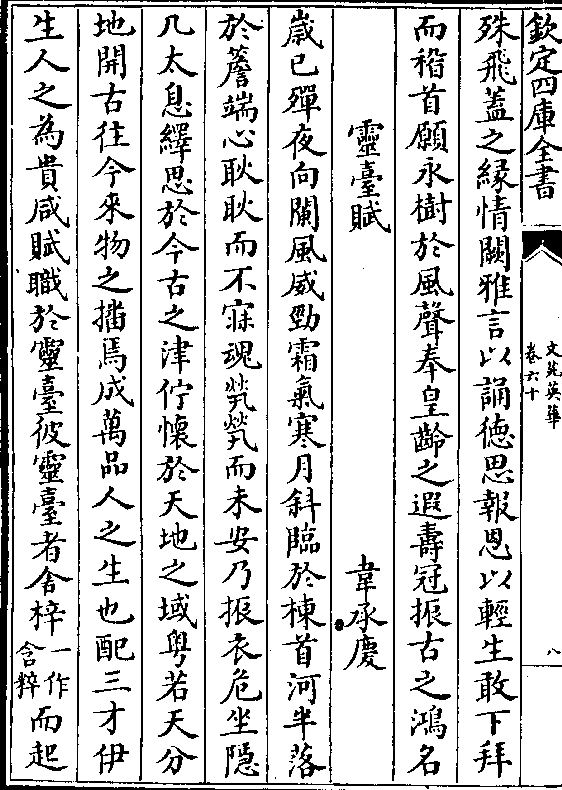 欽定四庫全書
文苑英華
卷六十
八
殊飛蓋之緣情闕雅言以誦德思報恩以輕生敢下拜
而稽首願永樹於風聲奉皇齡之遐壽冠振古之鴻名
靈臺賦
韋承慶
歲已殫夜向闌風威勁霜氣寒月斜臨於棟首河半落
於簷端心耿耿而不寐魂煢煢而未安乃振衣危坐隱
几太息繹思於今古之津佇懷於天地之域粤若天分
地開古往今來物之播焉成萬品人之生也配三才伊
生人之為貴咸賦職於靈臺彼靈臺者舍粹一作含粹而起